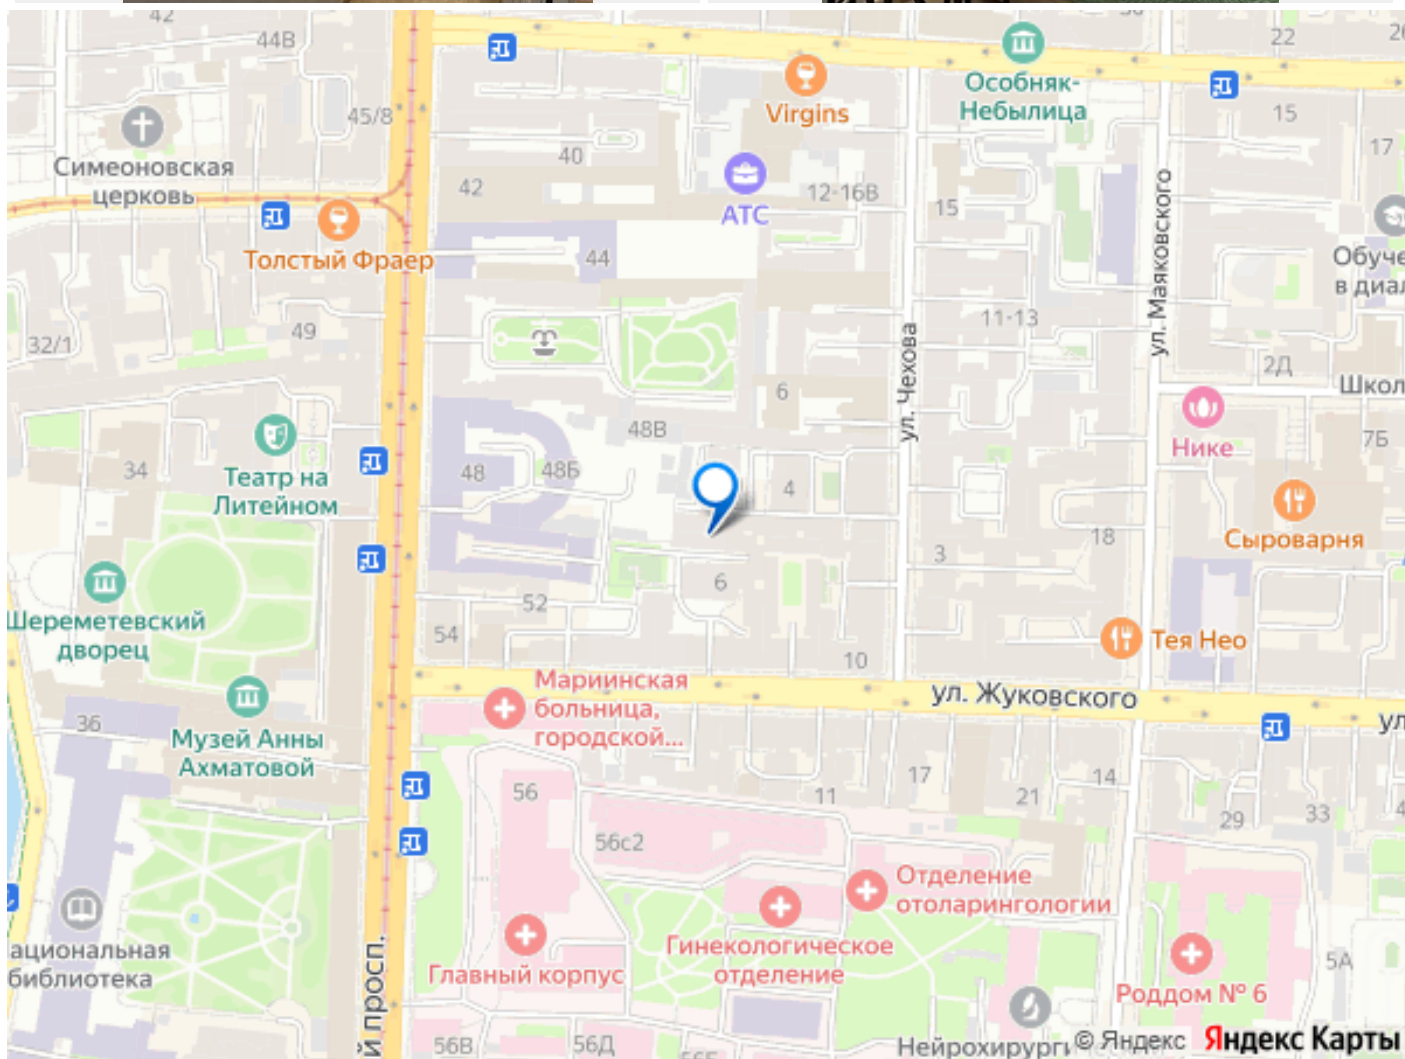 42
44В
22
Особняк-
Небылица
Virgins
45/8
15
17
Симеоновская
церковь
40
42
АТС
12-16В
15
ул. Маяковского
Толстый Фраер
44
Обуче
в диал
49
32/1
11-13
ул. Чехова
2Д
Школ
6
48В
Нике
7Б
34
Театр на
Литейном
48
48Б
4
18
Сыроварня
3
Шереметевский
дворец
6
52
54
10
Тея Нео
Мариинская
больница,
городской...
ул. Жуковского
ул
36
Музей Анны
Ахматовой
56
11
17
21
14
29
33
4
56с2
Отделение
отоларингологии
ациональная
библиотека
Главный корпус
Гинекологическое
отделение
й просп.
5А
Роддом № 6
56В
56Д
Нейрохирурги
© Яндекс Яндекс Карты